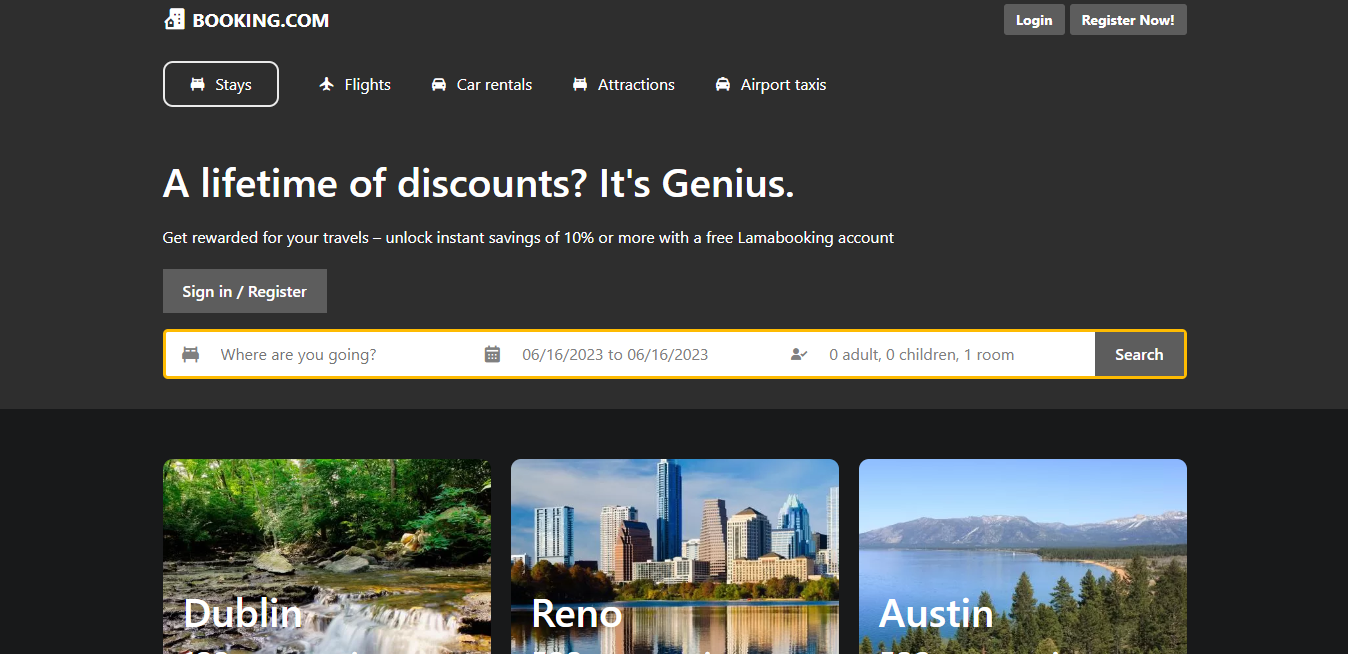 BOOKING.COM
Login
Register Now!
Stays
Flights
Car rentals
Attractions
Airport taxis
A lifetime of discounts? It's Genius.
Get rewarded for your travels – unlock instant savings of 10% or more with a free Lamabooking account
Sign in / Register
Where are you going?
06/16/2023 to 06/16/2023
0 adult, 0 children, 1 room
Search
Dublin
Reno
Austin